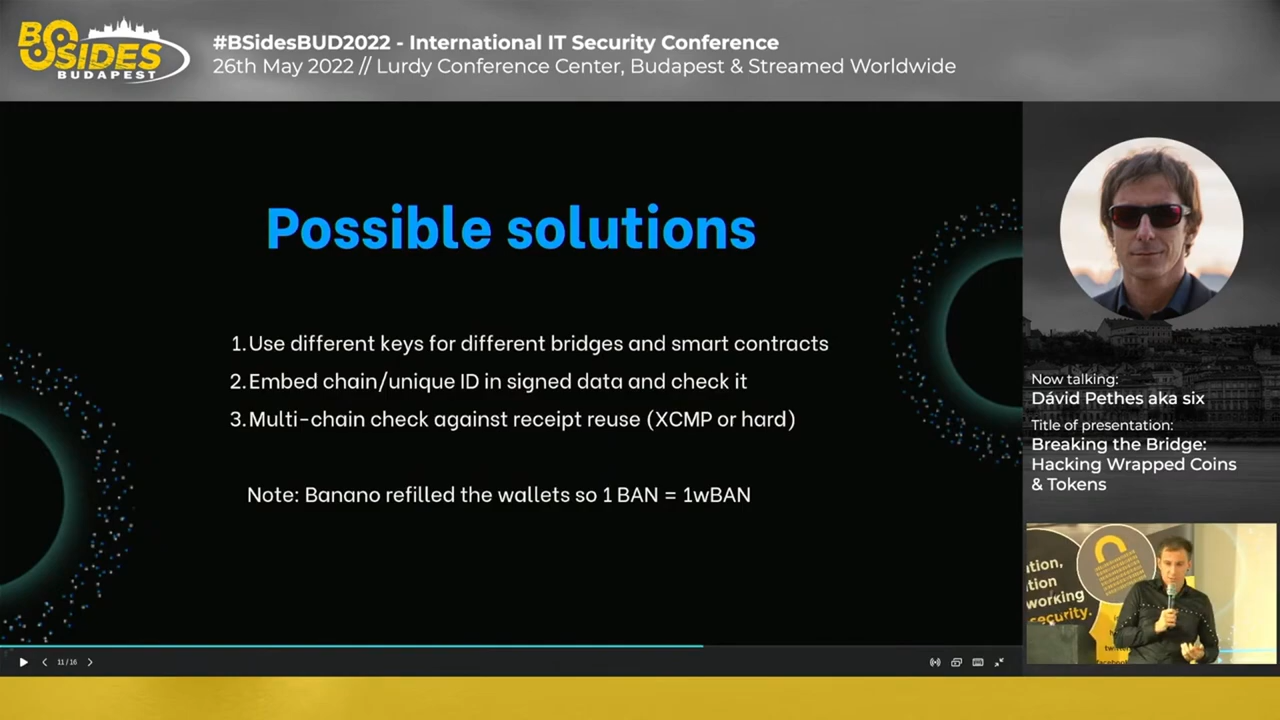 BSIDES
BUDAPEST
#BSidesBUD2022 - International IT Security Conference
26th May 2022 // Lurdy Conference Center, Budapest & Streamed Worldwide
Possible solutions
1.Use different keys for different bridges and smart contracts
2.Embed chain/unique ID in signed data and check it
3.Multi-chain check against receipt reuse (XCMP or hard)
Note: Banano refilled the wallets so 1 BAN = 1wBAN
11 / 16
Now talking:
Dávid Pethes aka six
Title of presentation:
Breaking the Bridge:
Hacking Wrapped Coins
& Tokens
ation,
ation
working
security.